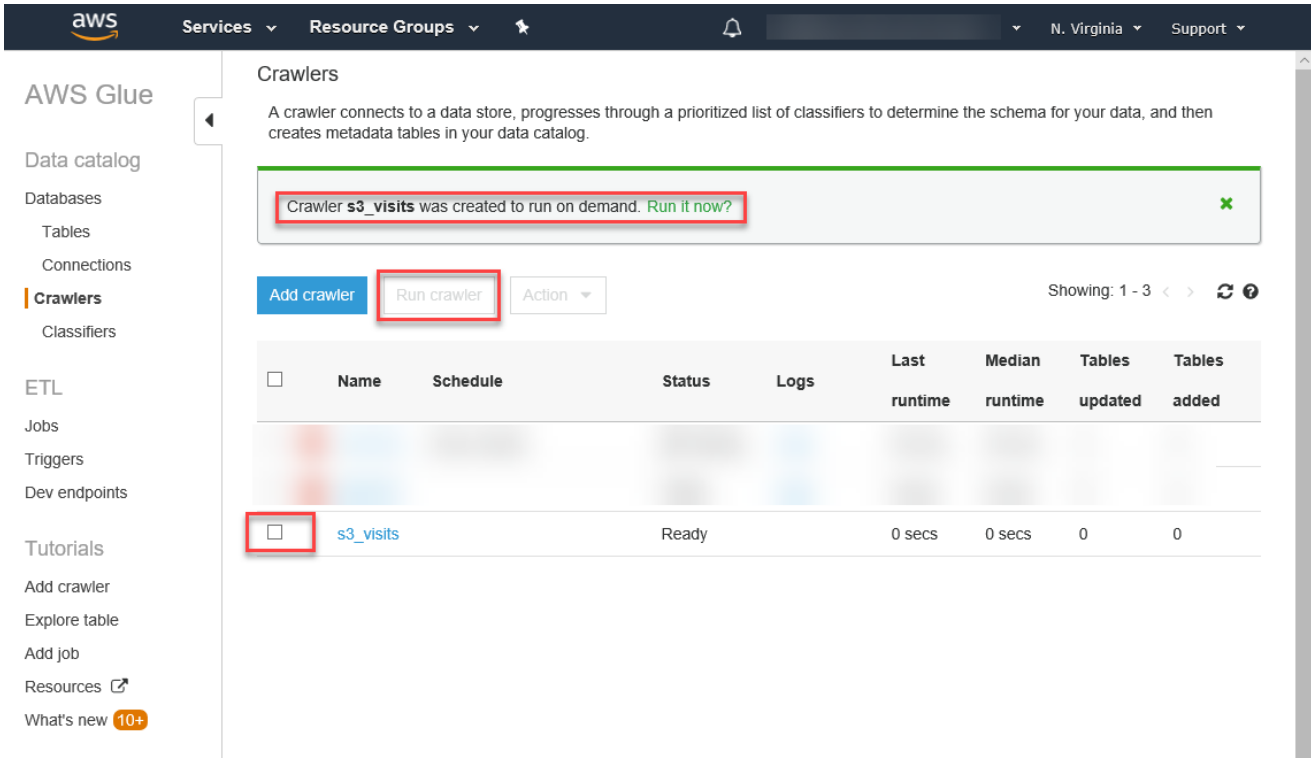 aws Services Resource Groups N. Virginia Support
AWS Glue
Data catalog
Databases
Tables
Connections
Crawlers
Classifiers
ETL
Jobs
Triggers
Dev endpoints
Tutorials
Add crawler
Explore table
Add job
Resources
What's new 10+
Crawlers
A crawler connects to a data store, progresses through a prioritized list of classifiers to determine the schema for your data, and then
creates metadata tables in your data catalog.
Crawler s3_visits was created to run on demand. Run it now?
Add crawler Run crawler Action Showing: 1 - 3 < >
Name Schedule Status Logs Last runtime Median runtime Tables updated Tables added
s3_visits Ready 0 secs 0 secs 0 0